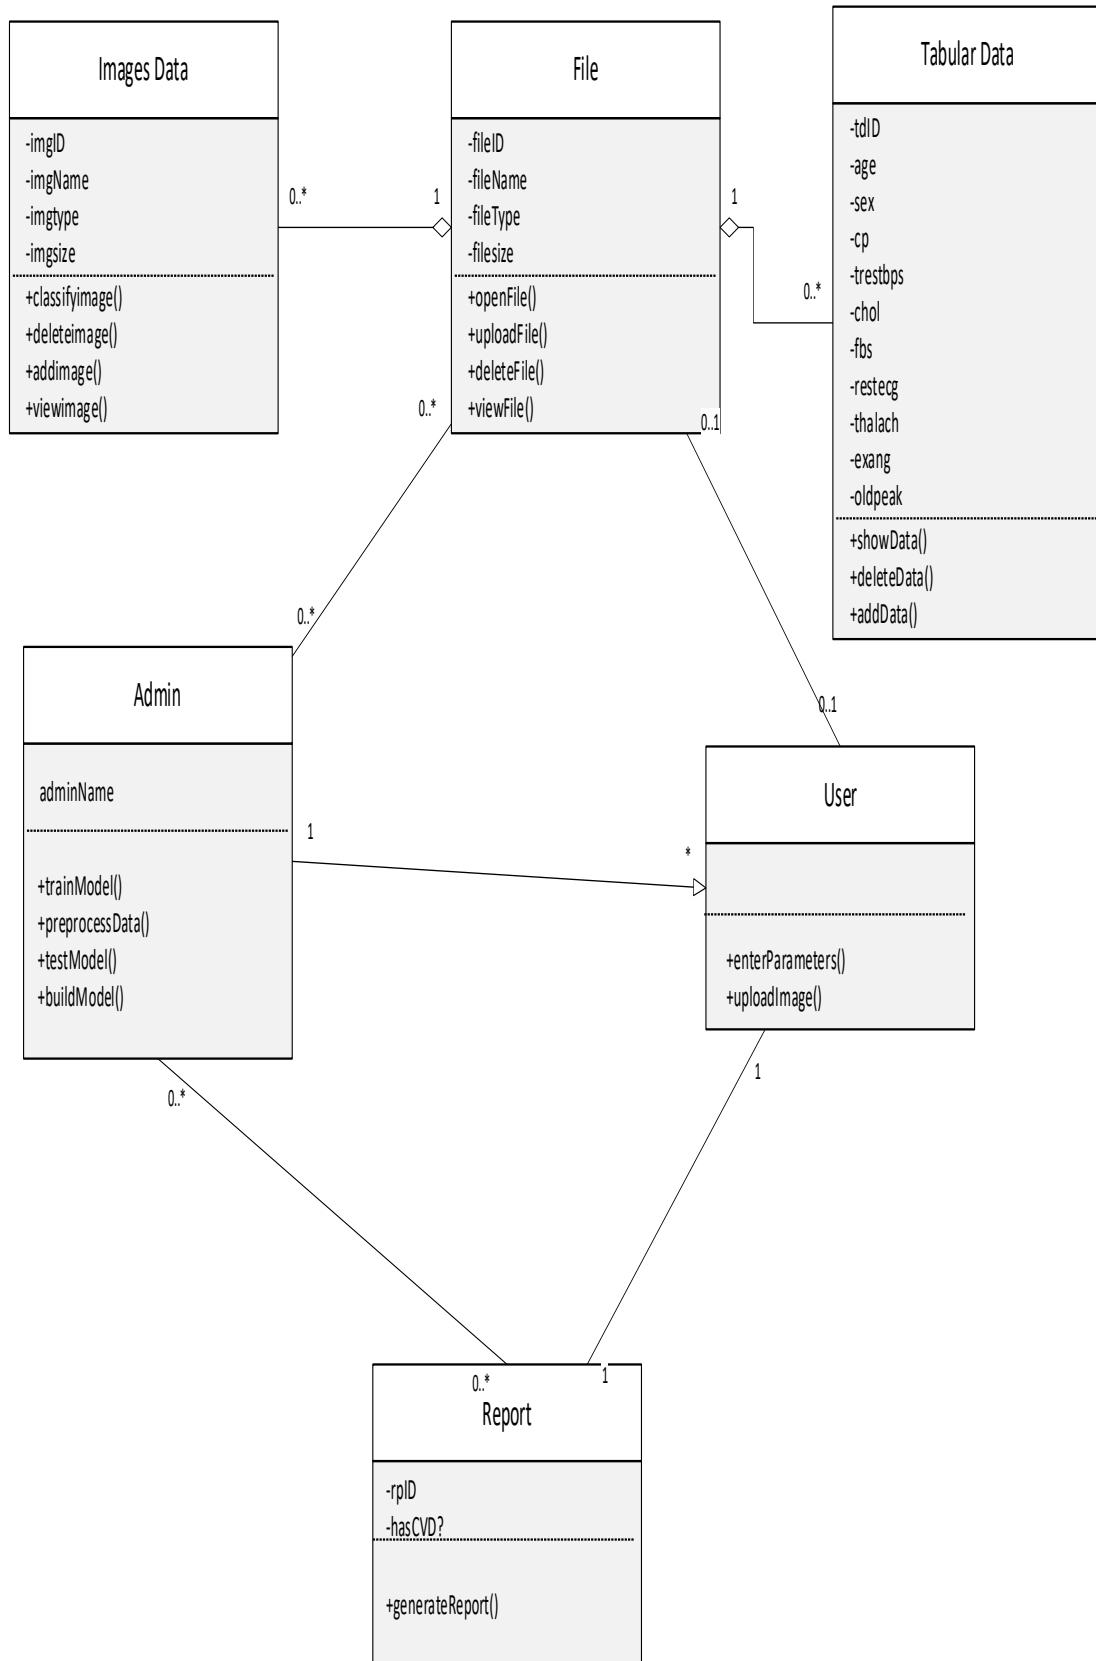 Images Data
-imgID
-imgName
-imgtype
-imgsize
+classifyimage()
+deleteimage()
+addimage()
+viewimage()
0..*
1
File
-fileID
-fileName
-fileType
-filesize
+openFile()
+uploadFile()
+deleteFile()
+viewFile()
1
0..*
Tabular Data
-tdID
-age
-sex
-cp
-trestbps
-chol
-fbs
-restecg
-thalach
-exang
-oldpeak
+showData()
+deleteData()
+addData()
0..*
0..1
0..*
0..1
Admin
adminName
+trainModel()
+preprocessData()
+testModel()
+buildModel()
1
*
User
+enterParameters()
+uploadImage()
0..*
1
0..*
1
Report
-rpID
-hasCVD?
+generateReport()